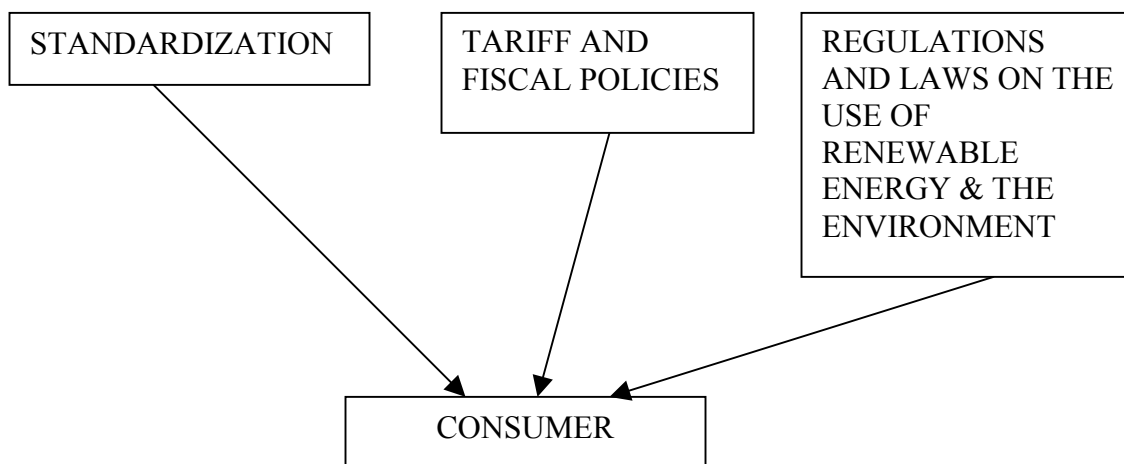 STANDARDIZATION
TARIFF AND
FISCAL POLICIES
REGULATIONS
AND LAWS ON THE
USE OF
RENEWABLE
ENERGY & THE
ENVIRONMENT
CONSUMER